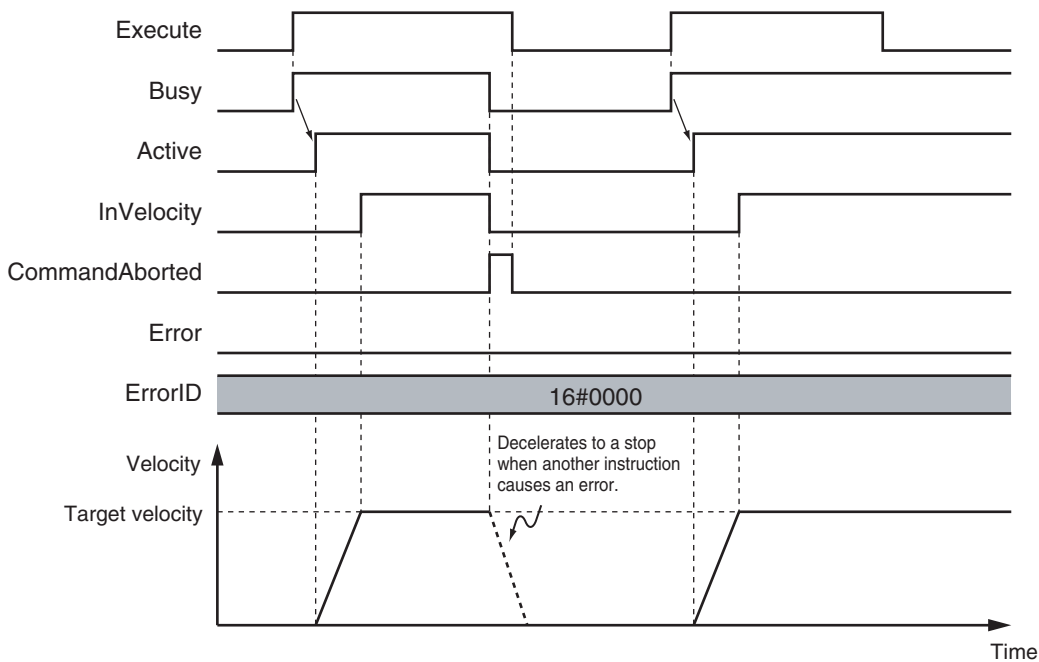 Execute
Busy
Active
InVelocity
CommandAborted
Error
ErrorID
16#0000
Velocity
Decelerates to a stop
when another instruction
causes an error.
Target velocity
Time